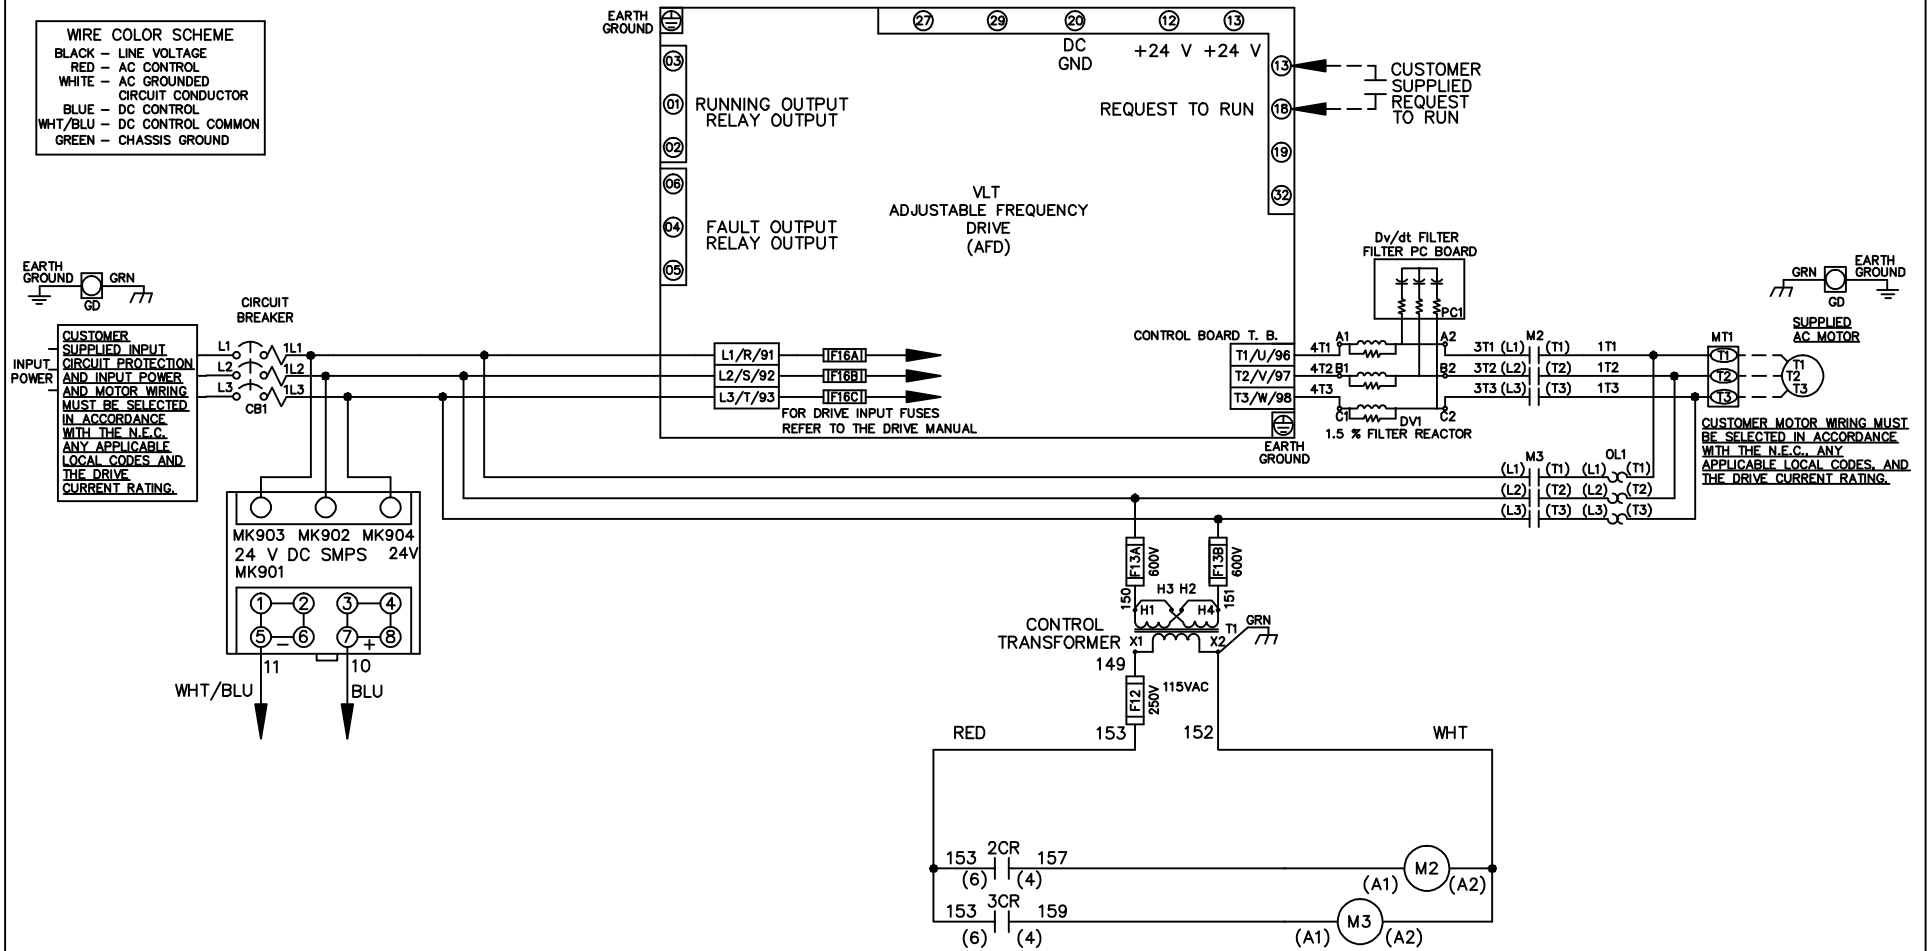 WIRE COLOR SCHEME
BLACK – LINE VOLTAGE
RED – AC CONTROL
WHITE – AC GROUNDED
CIRCUIT CONDUCTOR
BLUE – DC CONTROL
WHT/BLU – DC CONTROL COMMON
GREEN – CHASSIS GROUND
EARTH
GROUND
27
29
20
12
13
DC
GND
+24 V
+24 V
03
01
02
RUNNING OUTPUT
RELAY OUTPUT
06
04
05
FAULT OUTPUT
RELAY OUTPUT
VLT
ADJUSTABLE FREQUENCY
DRIVE
(AFD)
REQUEST TO RUN
13
18
19
32
CUSTOMER
SUPPLIED
REQUEST
TO RUN
EARTH
GROUND
GRN
GD
INPUT
POWER
CUSTOMER
SUPPLIED INPUT
CIRCUIT PROTECTION
AND INPUT POWER
AND MOTOR WIRING
MUST BE SELECTED
IN ACCORDANCE
WITH THE N.E.C.
ANY APPLICABLE
LOCAL CODES AND
THE DRIVE
CURRENT RATING.
CIRCUIT
BREAKER
L1
1L1
L2
1L2
L3
1L3
CB1
L1/R/91
F16A
L2/S/92
F16B
L3/T/93
F16C
FOR DRIVE INPUT FUSES
REFER TO THE DRIVE MANUAL
CONTROL BOARD T. B.
T1/U/96
T2/V/97
T3/W/98
EARTH
GROUND
4T1
4T2
4T3
A1
A2
B1
B2
C1
C2
Dv/dt FILTER
FILTER PC BOARD
PC1
DV1
1.5 % FILTER REACTOR
M2
3T1 (L1) (T1) 1T1
3T2 (L2) (T2) 1T2
3T3 (L3) (T3) 1T3
MT1
T1
T2
T3
T1
T2
T3
GRN
GD
EARTH
GROUND
SUPPLIED
AC MOTOR
CUSTOMER MOTOR WIRING MUST
BE SELECTED IN ACCORDANCE
WITH THE N.E.C., ANY
APPLICABLE LOCAL CODES, AND
THE DRIVE CURRENT RATING.
M3
OL1
(L1) (T1) (L1) (T1)
(L2) (T2) (L2) (T2)
(L3) (T3) (L3) (T3)
MK903 MK902 MK904
24 V DC SMPS 24V
MK901
1
2
3
4
5
6
7
8
–
+
11
10
WHT/BLU
BLU
F13A
600V
F13B
600V
150
151
H3 H2
H1
H4
CONTROL
TRANSFORMER
X1
X2
T1
GRN
149
F12
250V
115VAC
153
152
RED
WHT
153
2CR
157
(6)
(4)
M2
(A1)
(A2)
153
3CR
159
(6)
(4)
M3
(A1)
(A2)